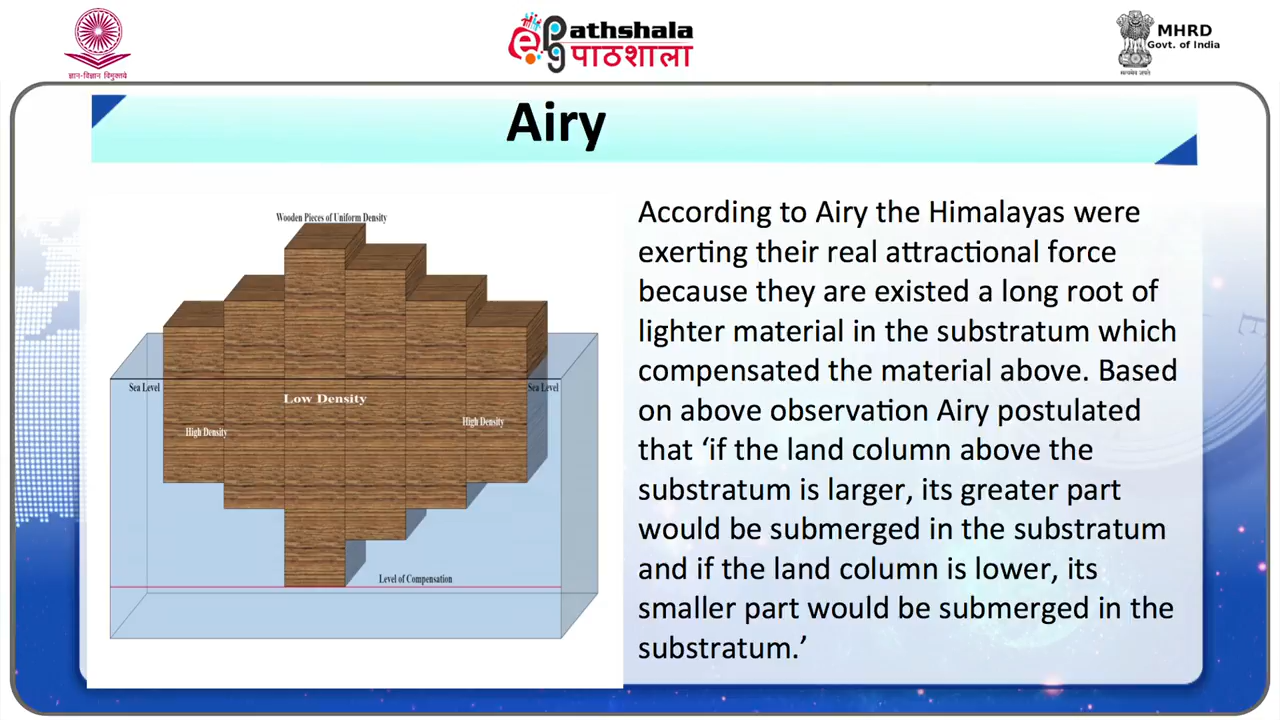 ज्ञान-विज्ञान विमुक्तये
Pathshala
पाठशाला
सत्यमेव जयते
MHRD
Govt. of India
Airy
Wooden Pieces of Uniform Density
Sea Level
Sea Level
Low Density
High Density
High Density
Level of Compensation
According to Airy the Himalayas were
exerting their real attractional force
because they are existed a long root of
lighter material in the substratum which
compensated the material above. Based
on above observation Airy postulated
that ‘if the land column above the
substratum is larger, its greater part
would be submerged in the substratum
and if the land column is lower, its
smaller part would be submerged in the
substratum.’